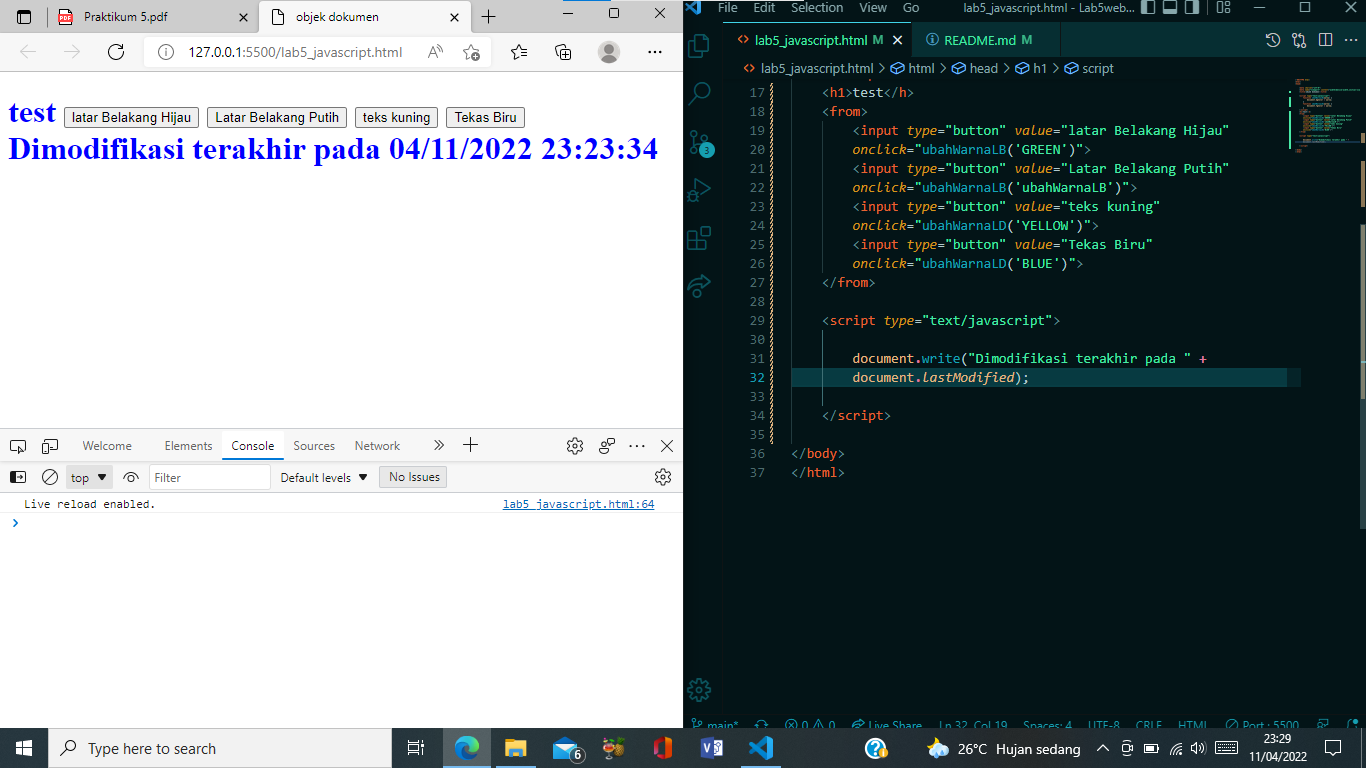 Praktikum 5.pdf
objek dokumen
127.0.0.1:5500/lab5_javascript.html
test latar Belakang Hijau Latar Belakang Putih teks kuning Tekas Biru
Dimodifikasi terakhir pada 04/11/2022 23:23:34
Welcome Elements Console Sources Network
top Filter Default levels No Issues
Live reload enabled. lab5_javascript.html:64
File Edit Selection View Go lab5_javascript.html - Lab5web...
lab5_javascript.html M README.md M
lab5_javascript.html > html > head > h1 > script
3
17 <h1>test</h>
18 <from>
19 <input type="button" value="latar Belakang Hijau"
20 onclick="ubahWarnaLB('GREEN')">
21 <input type="button" value="Latar Belakang Putih"
22 onclick="ubahWarnaLB('ubahWarnaLB')">
23 <input type="button" value="teks kuning"
24 onclick="ubahWarnaLD('YELLOW')">
25 <input type="button" value="Tekas Biru"
26 onclick="ubahWarnaLD('BLUE')">
27 </from>
28
29 <script type="text/javascript">
30
31 document.write("Dimodifikasi terakhir pada " +
32 document.lastModified);
33
34 </script>
35
36 </body>
37 </html>
main* 0 0 Live Share Ln 32, Col 19 Spaces: 4 UTF-8 CRLF HTML Port : 5500
Type here to search
6
26°C Hujan sedang
23:29
11/04/2022